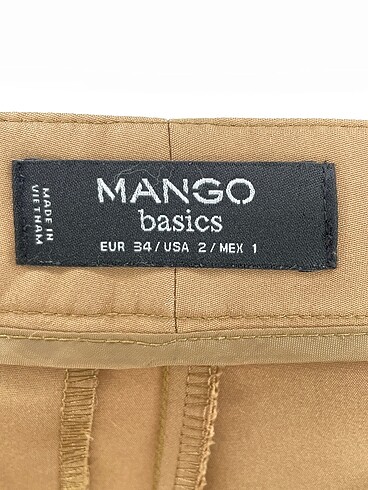 MADE IN
VIETNAM
MANGO
basics
EUR 34 / USA 2 / MEX 1